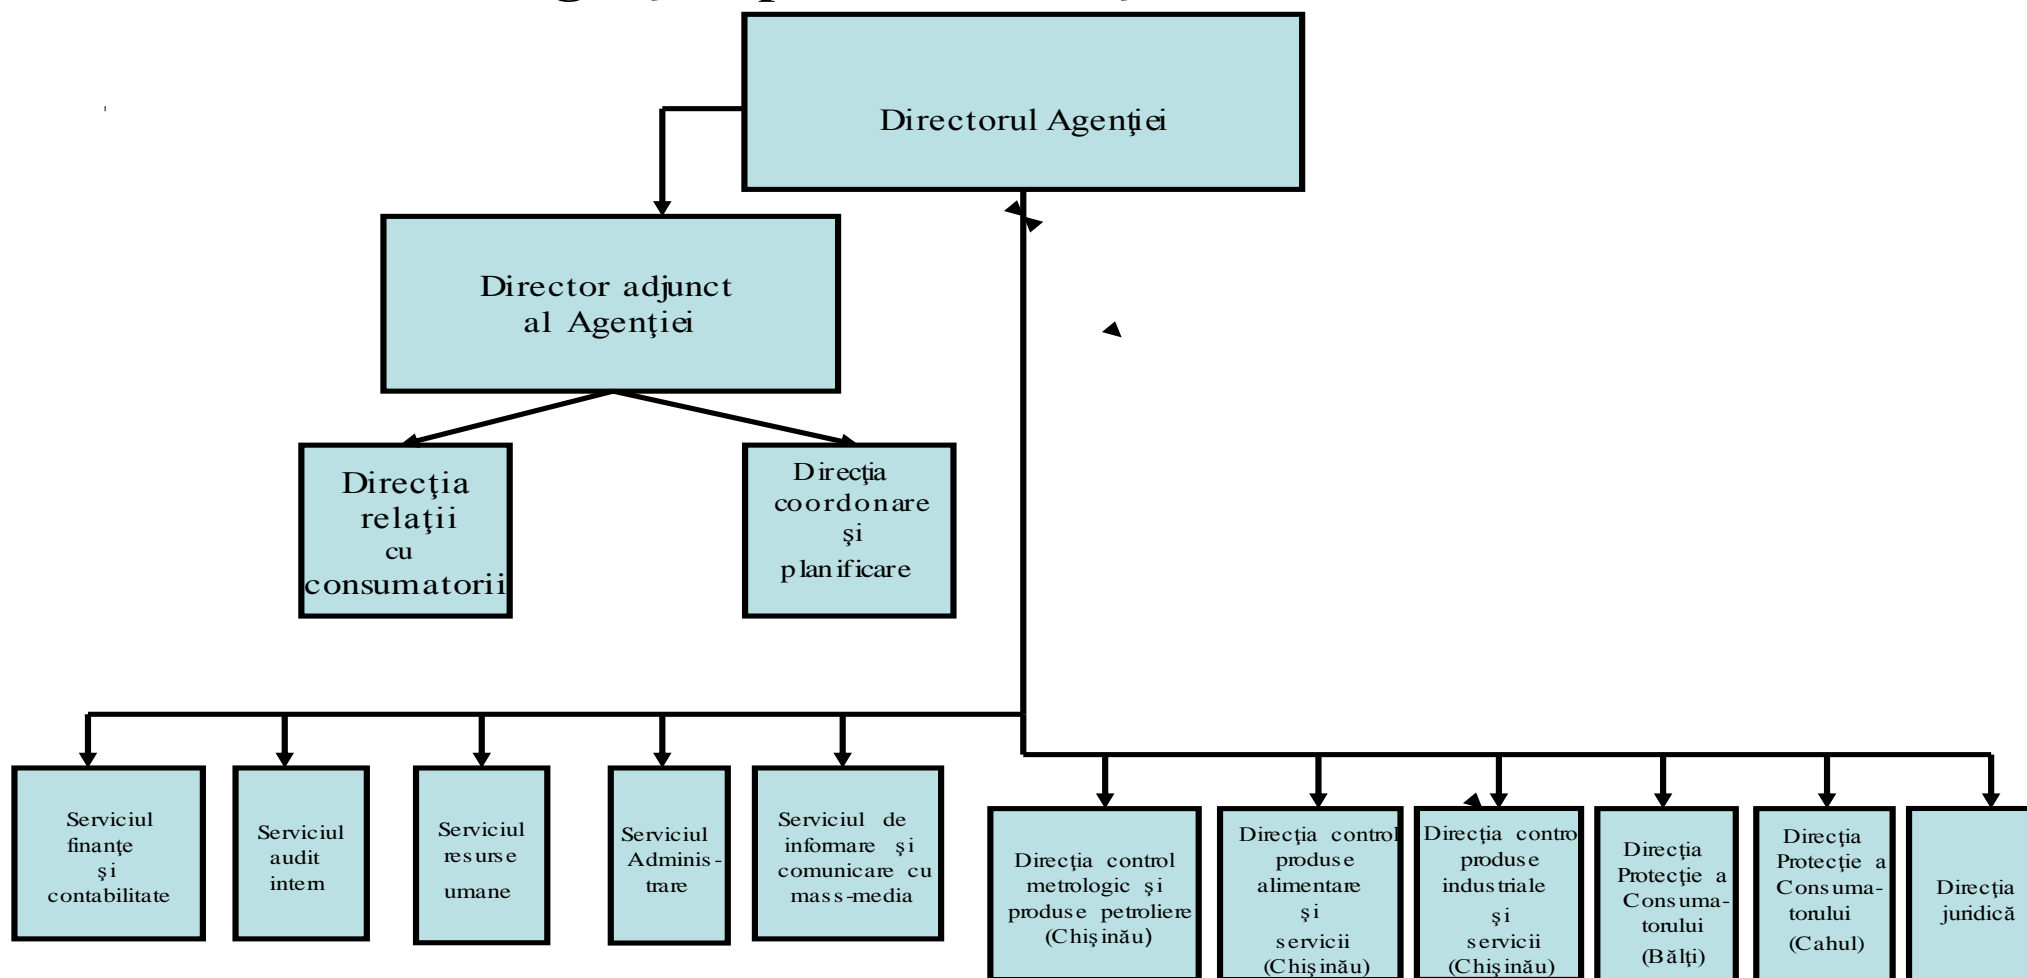 Directorul Agenţiei
Director adjunct
al Agenţiei
Direcţia
relaţii
cu
consumatorii
Direcţia
coordonare
şi
planificare
Serviciul
finanţe
şi
contabilitate
Serviciul
audit
intern
Serviciul
resurse
umane
Serviciul
Adminis-
trare
Serviciul de
informare şi
comunicare cu
mass-media
Direcţia control
metrologic şi
produse petroliere
(Chişinău)
Direcţia control
produse
alimentare
şi
servicii
(Chişinău)
Direcţia contro
produse
industriale
şi
servicii
(Chişinău)
Direcţia
Protecţie a
Consuma-
torului
(Bălţi)
Direcţia
Protecţie a
Consuma-
torului
(Cahul)
Direcţia
juridică